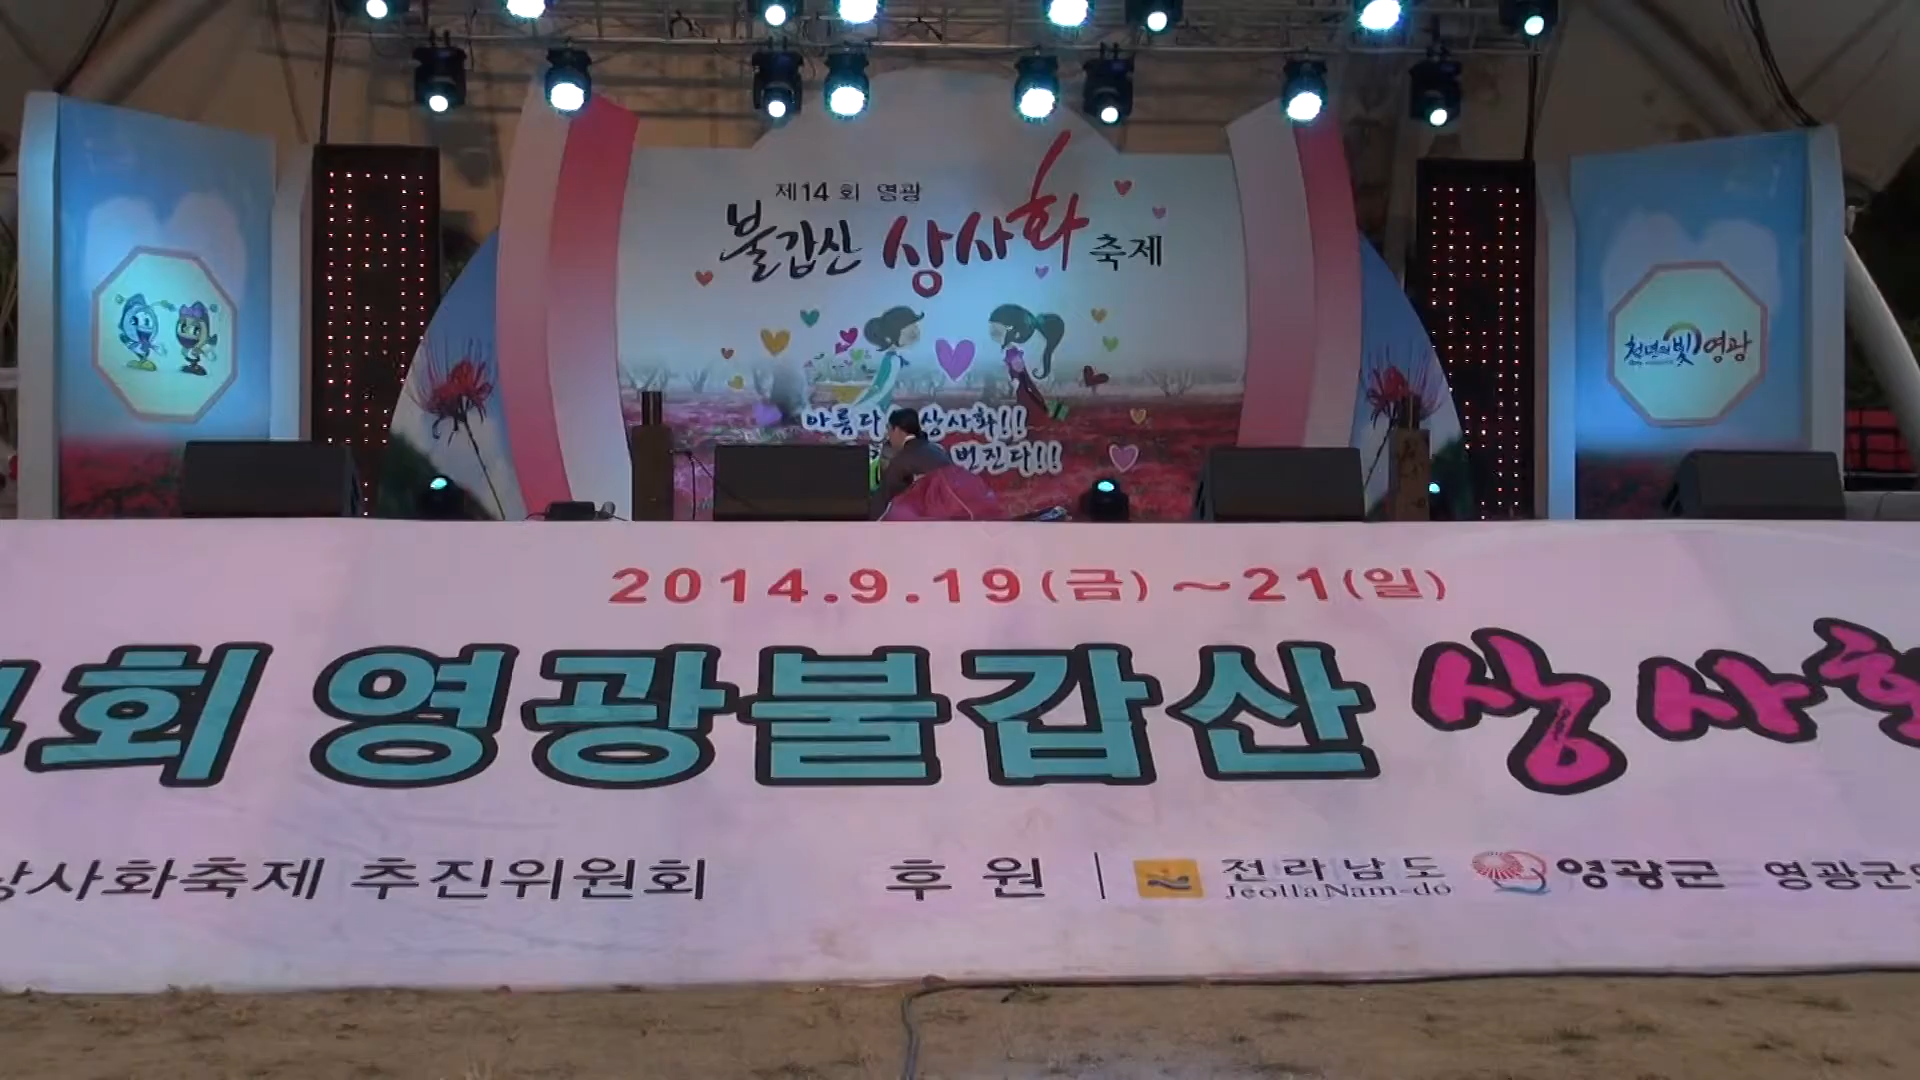 제14회 영광
불갑산 상사화 축제
천년의 빛 영광
아름다 상사화!!
번진다!!
2014.9.19(금)~21(일)
회 영광불갑산 상사화
상사화축제 추진위원회 후원 | 전라남도 영광군 영광군
JeollaNam-do